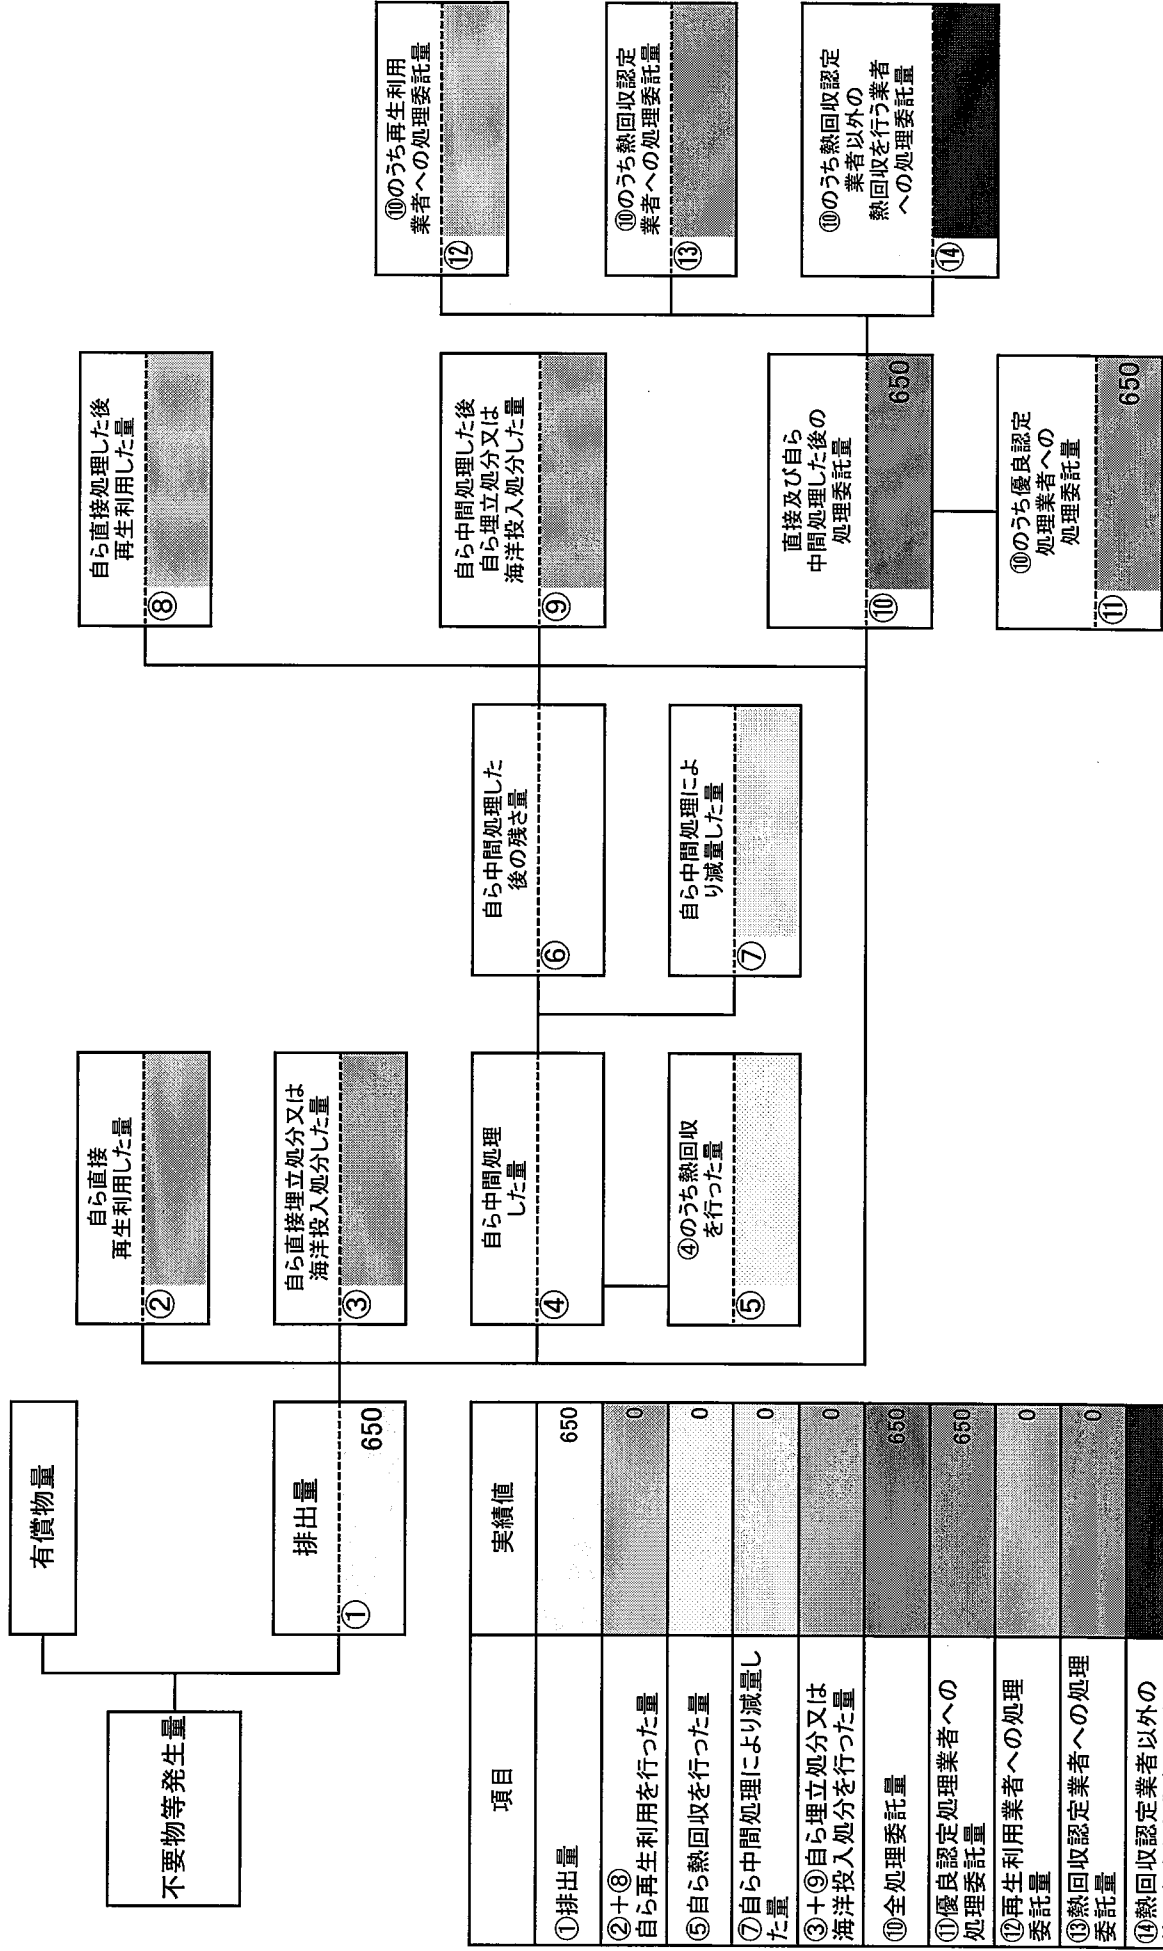 不要物等発生量
有償物量
排出量
①
650
自ら直接
再生利用した量
②
自ら直接埋立処分又は
海洋投入処分した量
③
自ら中間処理
した量
④
④のうち熱回収
を行った量
⑤
自ら中間処理した
後の残さ量
⑥
自ら中間処理によ
り減量した量
⑦
自ら直接処理した後
再生利用した量
⑧
自ら中間処理した後
自ら埋立処分又は
海洋投入処分した量
⑨
直接及び自ら
中間処理した後の
処理委託量
⑩
650
⑩のうち優良認定
処理業者への
処理委託量
⑪
650
⑩のうち再生利用
業者への処理委託量
⑫
⑩のうち熱回収認定
業者への処理委託量
⑬
⑩のうち熱回収認定
業者以外の
熱回収を行う業者
への処理委託量
⑭
項目 実績値
①排出量 650
②+⑧
自ら再生利用を行った量 0
⑤自ら熱回収を行った量 0
⑦自ら中間処理により減量し
た量 0
③+⑨自ら埋立処分又は
海洋投入処分を行った量 0
⑩全処理委託量 650
⑪優良認定処理業者への
処理委託量 650
⑫再生利用業者への処理
委託量 0
⑬熱回収認定業者への処理
委託量 0
⑭熱回収認定業者以外の